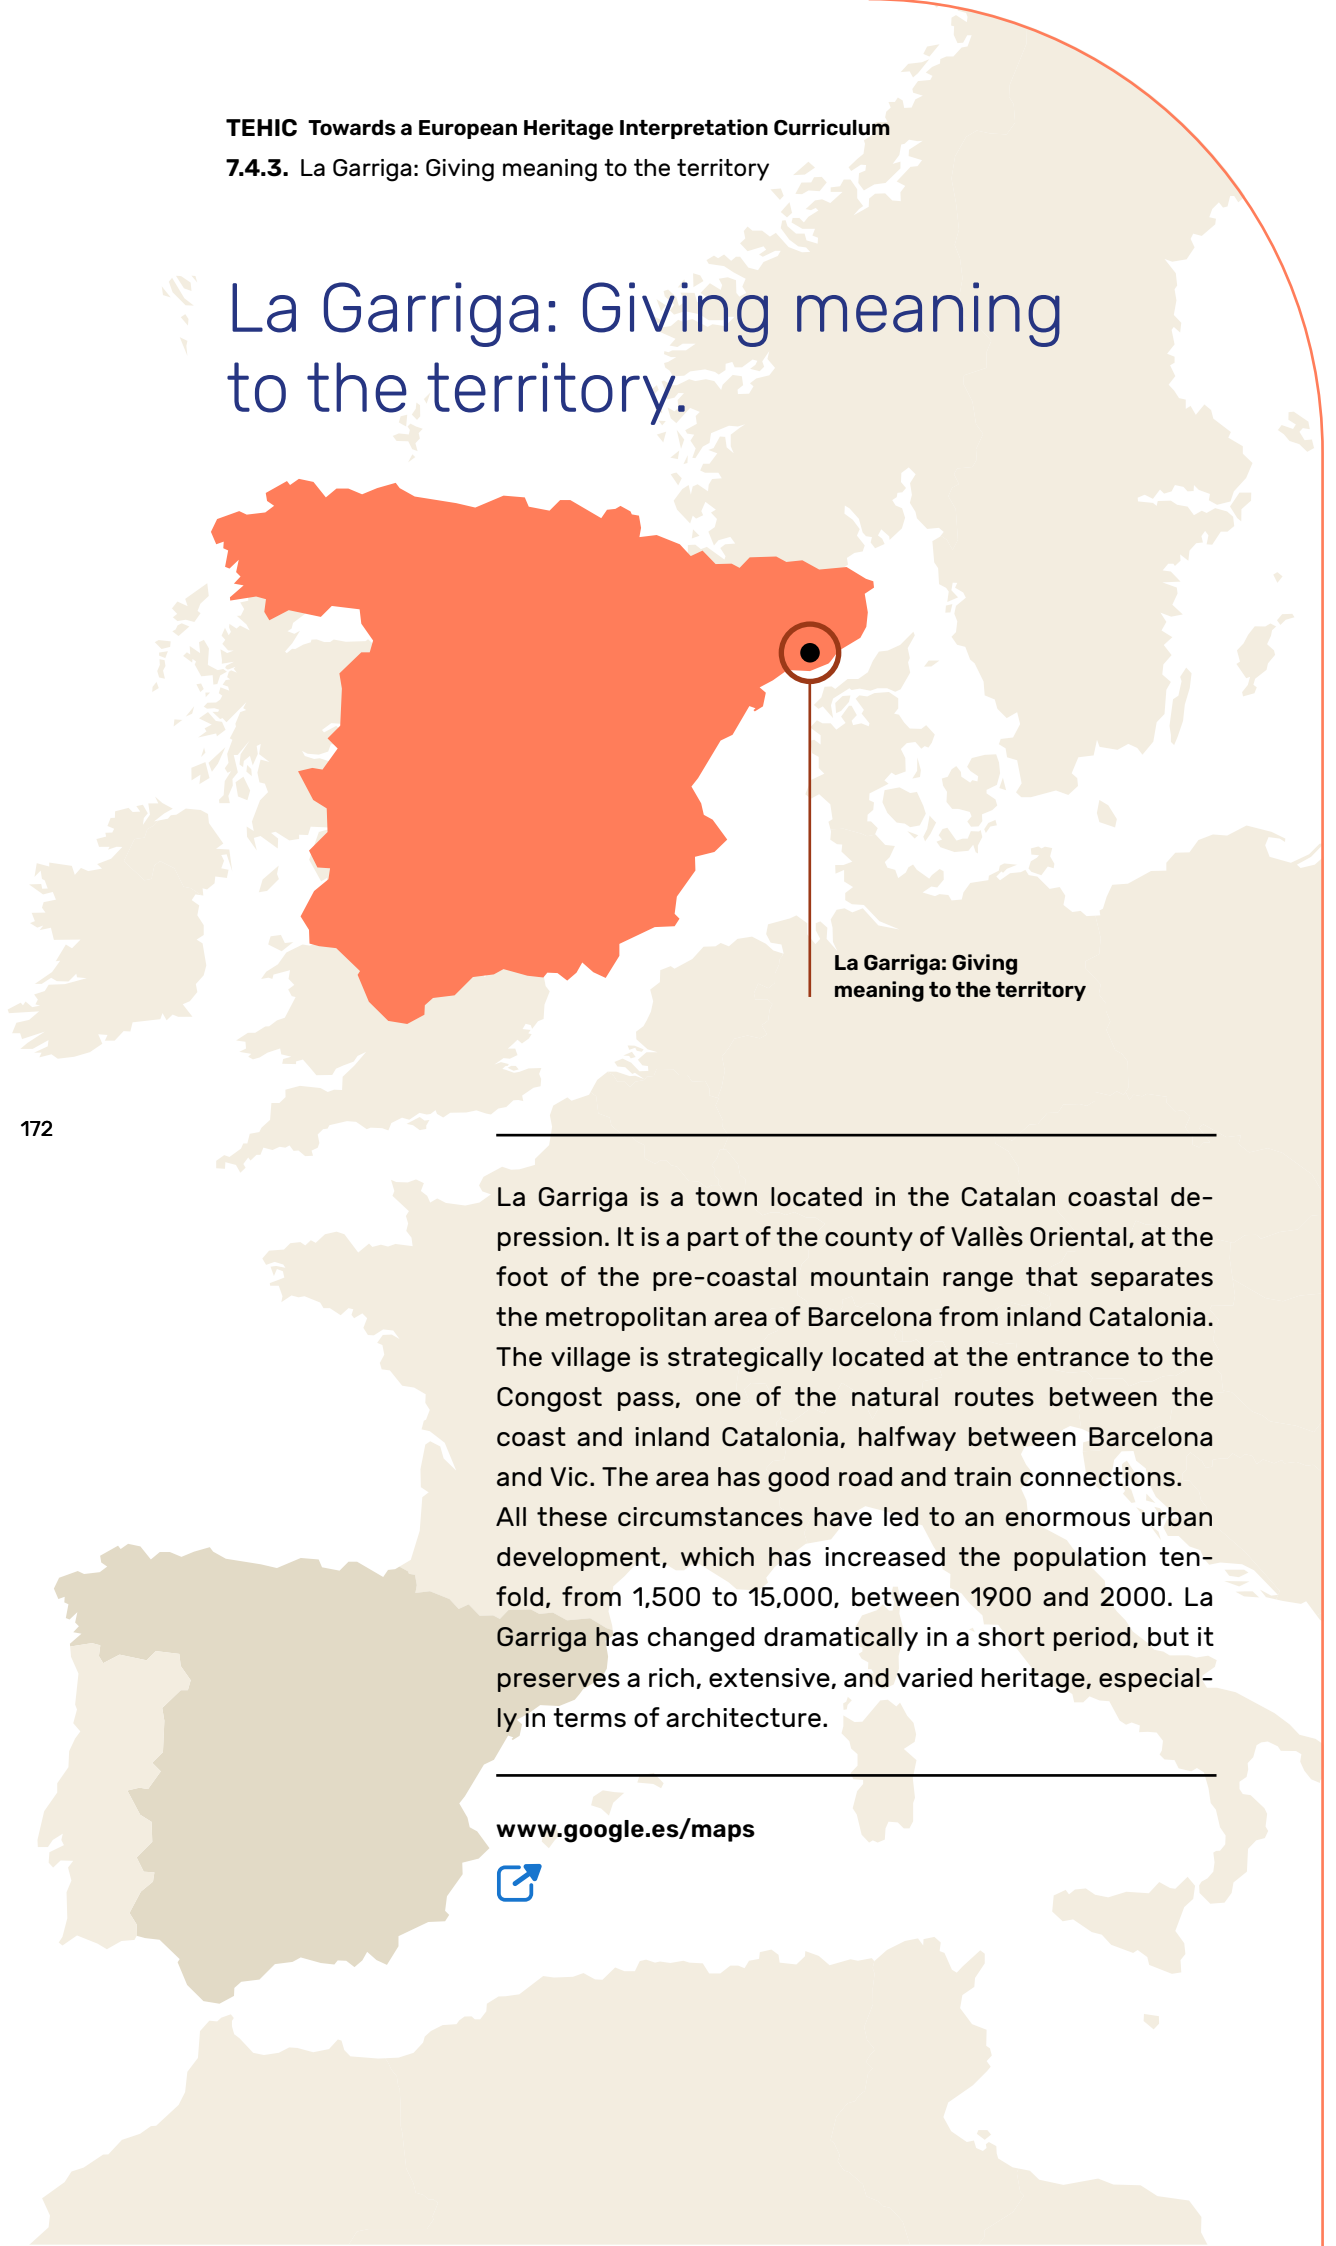 TEHIC Towards a European Heritage Interpretation Curriculum
7.4.3. La Garriga: Giving meaning to the territory
La Garriga: Giving meaning
to the territory.
La Garriga: Giving
meaning to the territory
172
La Garriga is a town located in the Catalan coastal de-
pression. It is a part of the county of Vallès Oriental, at the
foot of the pre-coastal mountain range that separates
the metropolitan area of Barcelona from inland Catalonia.
The village is strategically located at the entrance to the
Congost pass, one of the natural routes between the
coast and inland Catalonia, halfway between Barcelona
and Vic. The area has good road and train connections.
All these circumstances have led to an enormous urban
development, which has increased the population ten-
fold, from 1,500 to 15,000, between 1900 and 2000. La
Garriga has changed dramatically in a short period, but it
preserves a rich, extensive, and varied heritage, especial-
ly in terms of architecture.
www.google.es/maps